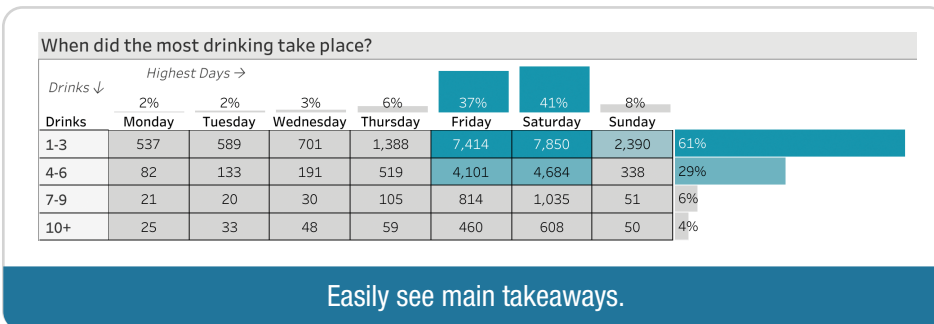 When did the most drinking take place?
Highest Days →
Drinks ↓
2% 2% 3% 6% 37% 41% 8%
Drinks Monday Tuesday Wednesday Thursday Friday Saturday Sunday
1-3 537 589 701 1,388 7,414 7,850 2,390 61%
4-6 82 133 191 519 4,101 4,684 338 29%
7-9 21 20 30 105 814 1,035 51 6%
10+ 25 33 48 59 460 608 50 4%
Easily see main takeaways.